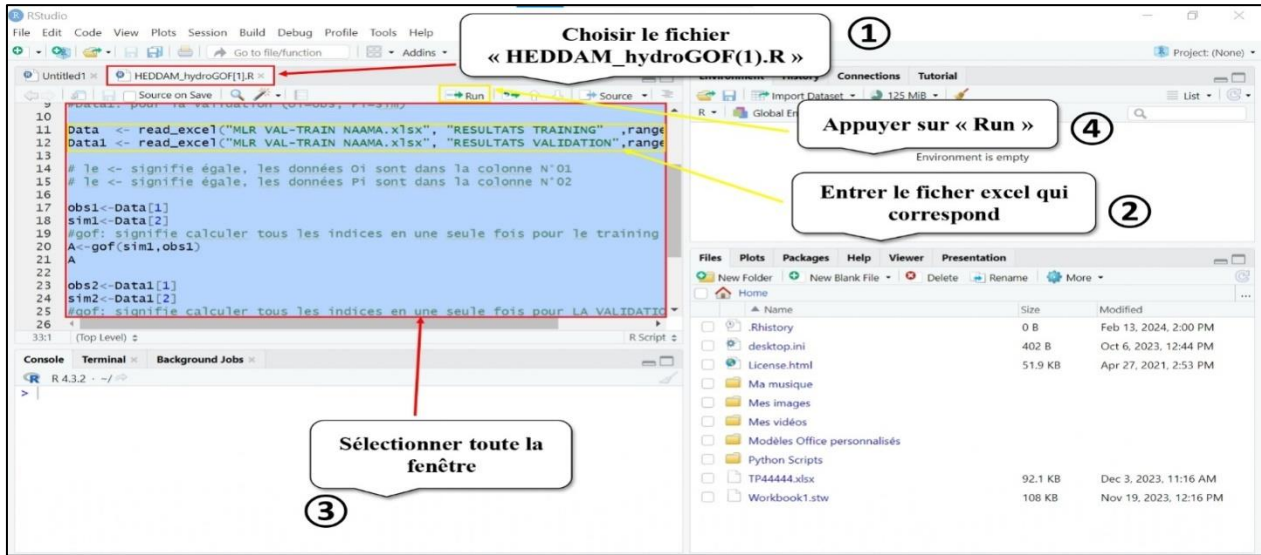 RStudio
File Edit Code View Plots Session Build Debug Profile Tools Help
Go to file/function
Addins
Project: (None)
Choisir le fichier
« HEDDAM_hydroGOF(1).R »
①
Untitled1
HEDDAM_hydroGOF[1].R
Source on Save
Run
Source
9 #Data1: pour la validation (Oi=obs, Pi=sim)
10
11 Data <- read_excel("MLR VAL-TRAIN NAAMA.xlsx", "RESULTATS TRAINING" ,range
12 Data1 <- read_excel("MLR VAL-TRAIN NAAMA.xlsx", "RESULTATS VALIDATION",range
13
14 # le <- signifie égale, les données Oi sont dans la colonne N°01
15 # le <- signifie égale, les données Pi sont dans la colonne N°02
16
17 obs1<-Data[1]
18 sim1<-Data[2]
19 #gof: signifie calculer tous les indices en une seule fois pour le training
20 A<-gof(sim1,obs1)
21 A
22
23 obs2<-Data1[1]
24 sim2<-Data1[2]
25 #gof: signifie calculer tous les indices en une seule fois pour LA VALIDATIO
26
33:1 (Top Level)
R Script
Console Terminal Background Jobs
R 4.3.2 · ~/
>
Sélectionner toute la
fenêtre
③
Environment History Connections Tutorial
Import Dataset
125 MiB
List
R
Global En
Appuyer sur « Run »
④
Environment is empty
Entrer le ficher excel qui
correspond
②
Files Plots Packages Help Viewer Presentation
New Folder New Blank File Delete Rename More
Home
Name Size Modified
.Rhistory 0 B Feb 13, 2024, 2:00 PM
desktop.ini 402 B Oct 6, 2023, 12:44 PM
License.html 51.9 KB Apr 27, 2021, 2:53 PM
Ma musique
Mes images
Mes vidéos
Modèles Office personnalisés
Python Scripts
TP44444.xlsx 92.1 KB Dec 3, 2023, 11:16 AM
Workbook1.stw 108 KB Nov 19, 2023, 12:16 PM